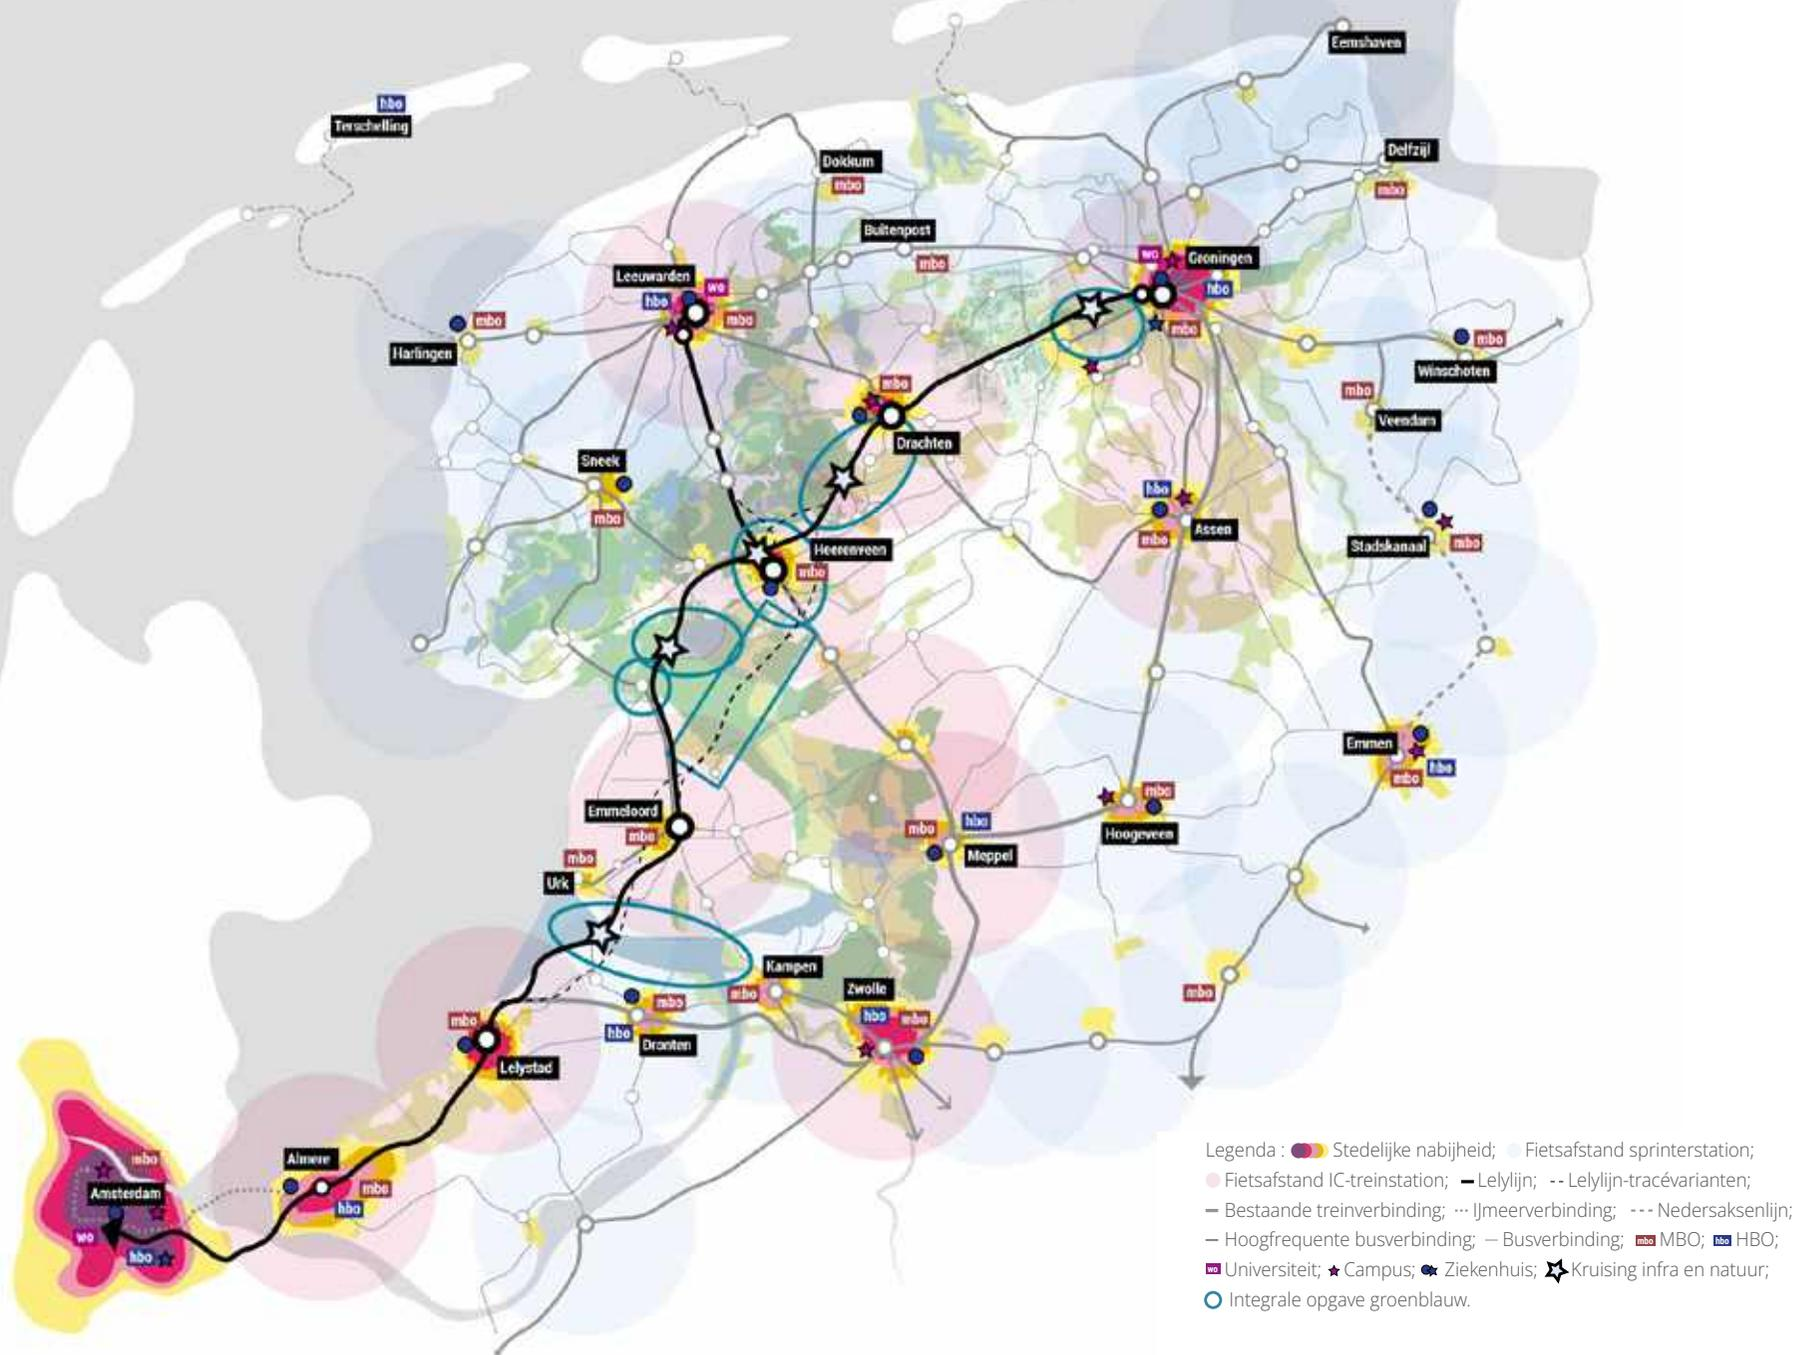 Eemshaven
hbo
Terschelling
Dokkum
mbo
Delfzijl
mbo
Buitenpost
mbo
wo
Groningen
hbo
mbo
Leeuwarden
wo
hbo
mbo
mbo
Harlingen
mbo
Winschoten
mbo
Drachten
mbo
Veendam
Sneek
mbo
hbo
Assen
mbo
Stadskanaal
mbo
Heerenveen
mbo
Emmen
hbo
mbo
Emmeloord
mbo
mbo
Hoogeveen
mbo
hbo
Meppel
mbo
Urk
Kampen
mbo
Zwolle
hbo
mbo
mbo
mbo
hbo
Dronten
mbo
Lelystad
mbo
Amsterdam
wo
hbo
Almere
mbo
hbo
Legenda : Stedelijke nabijheid; Fietsafstand sprinterstation;
Fietsafstand IC-treinstation; Lelylijn; Lelylijn-tracévarianten;
Bestaande treinverbinding; IJmeerverbinding; Nedersaksenlijn;
Hoogfrequente busverbinding; Busverbinding; mbo MBO; hbo HBO;
wo Universiteit; Campus; Ziekenhuis; Kruising infra en natuur;
Integrale opgave groenblauw.